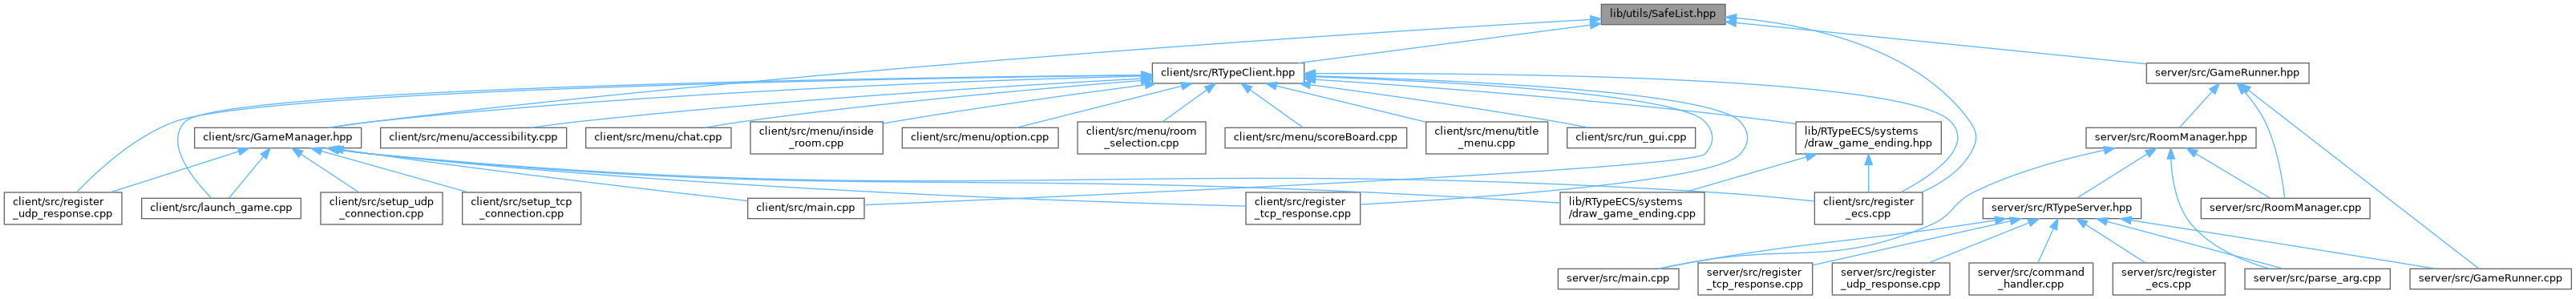 lib/utils/SafeList.hpp
client/src/RTypeClient.hpp
server/src/GameRunner.hpp
client/src/GameManager.hpp
client/src/menu/accessibility.cpp
client/src/menu/chat.cpp
client/src/menu/inside
_room.cpp
client/src/menu/option.cpp
client/src/menu/room
_selection.cpp
client/src/menu/scoreBoard.cpp
client/src/menu/title
_menu.cpp
client/src/run_gui.cpp
lib/RTypeECS/systems
/draw_game_ending.hpp
server/src/RoomManager.hpp
client/src/register
_udp_response.cpp
client/src/launch_game.cpp
client/src/setup_udp
_connection.cpp
client/src/setup_tcp
_connection.cpp
client/src/main.cpp
client/src/register
_tcp_response.cpp
lib/RTypeECS/systems
/draw_game_ending.cpp
client/src/register
_ecs.cpp
server/src/RTypeServer.hpp
server/src/RoomManager.cpp
server/src/main.cpp
server/src/register
_tcp_response.cpp
server/src/register
_udp_response.cpp
server/src/command
_handler.cpp
server/src/register
_ecs.cpp
server/src/parse_arg.cpp
server/src/GameRunner.cpp